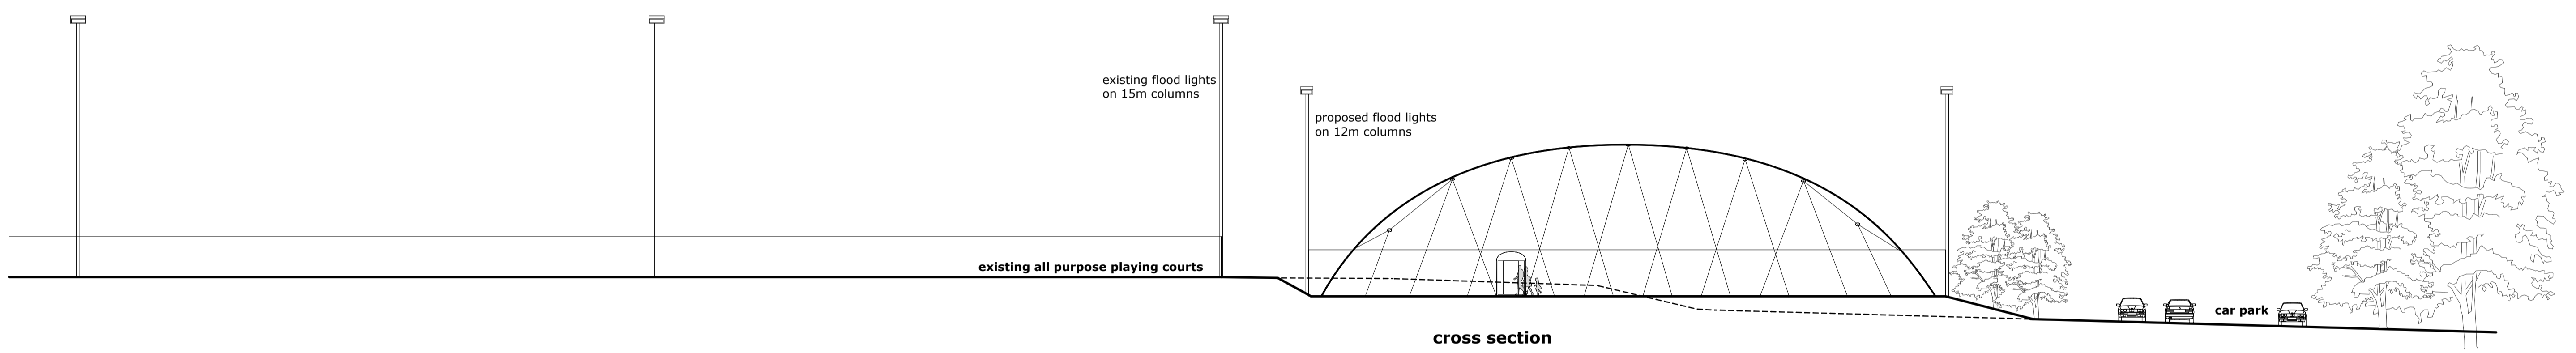 existing flood lights
on 15m columns
proposed flood lights
on 12m columns
existing all purpose playing courts
car park
cross section